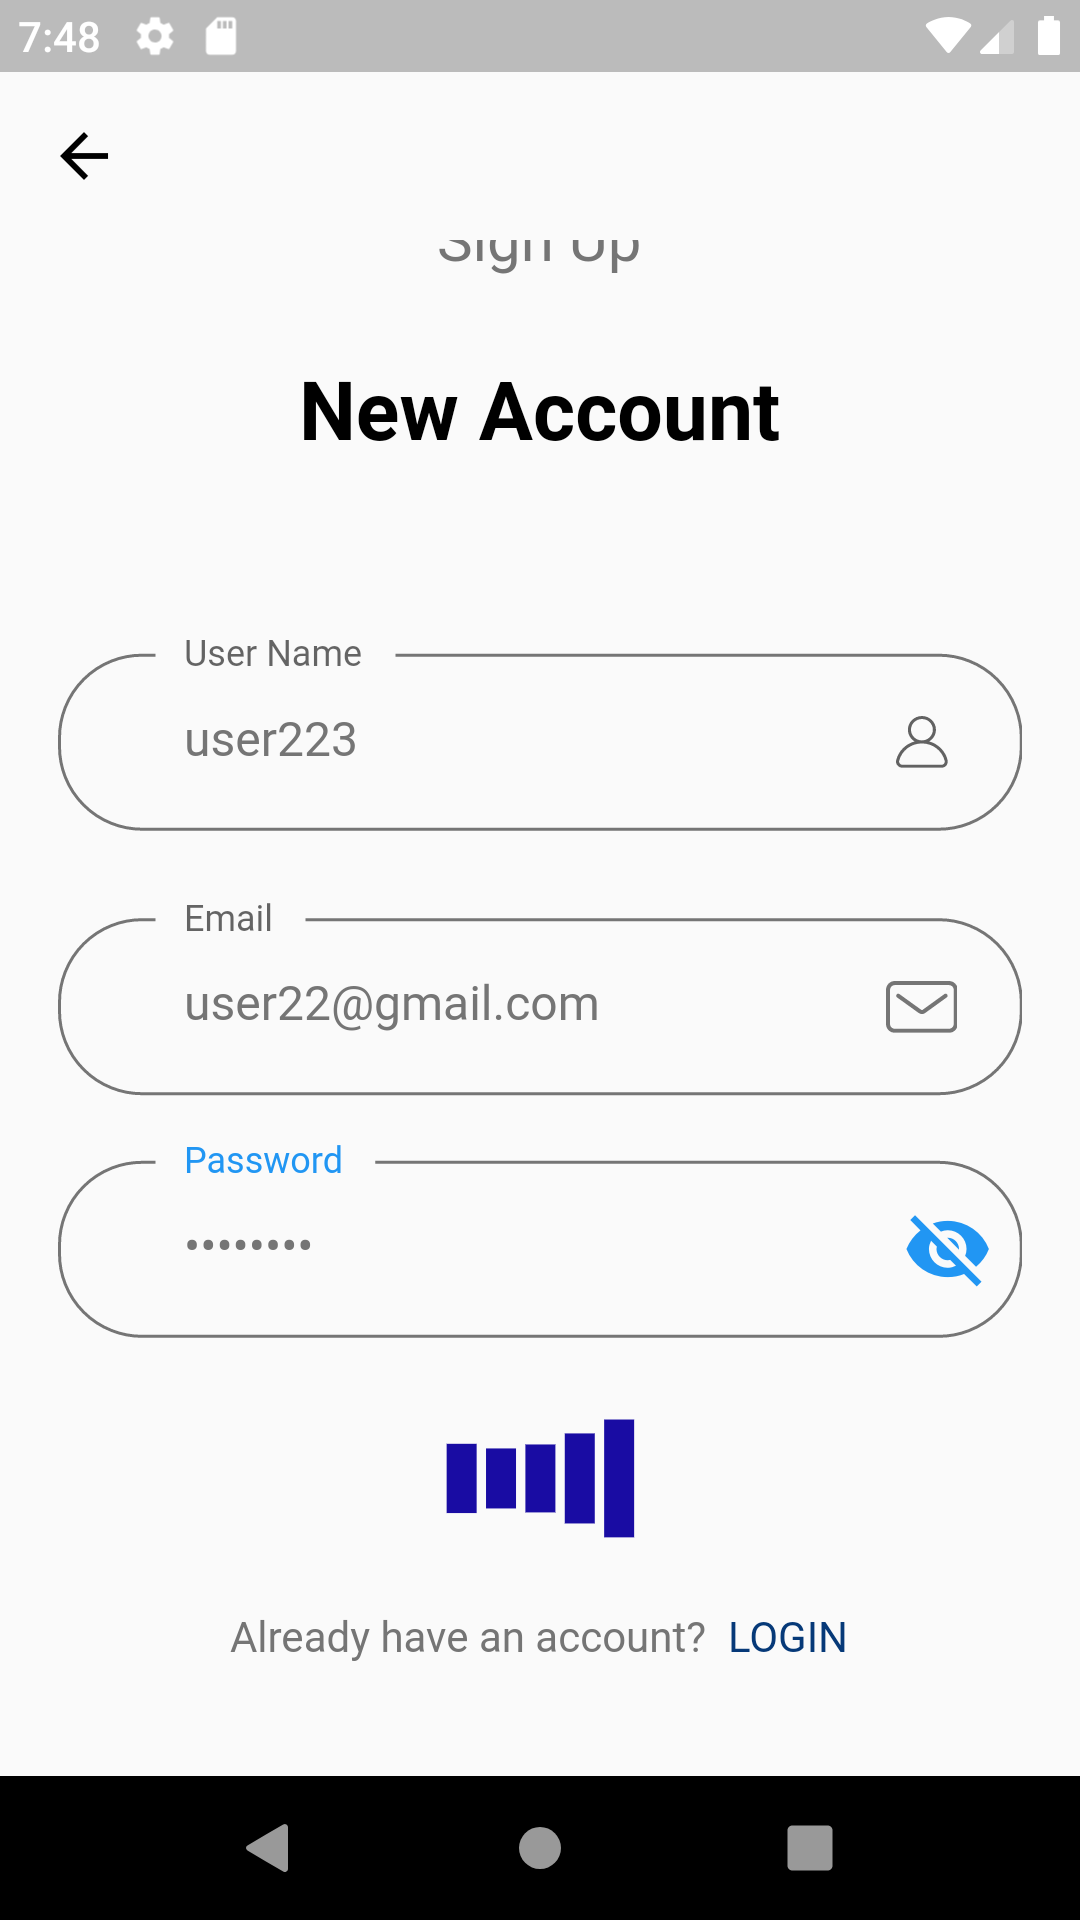 7:48
Sign Up
New Account
User Name
user223
Email
user22@gmail.com
Password
••••••••
Already have an account? LOGIN